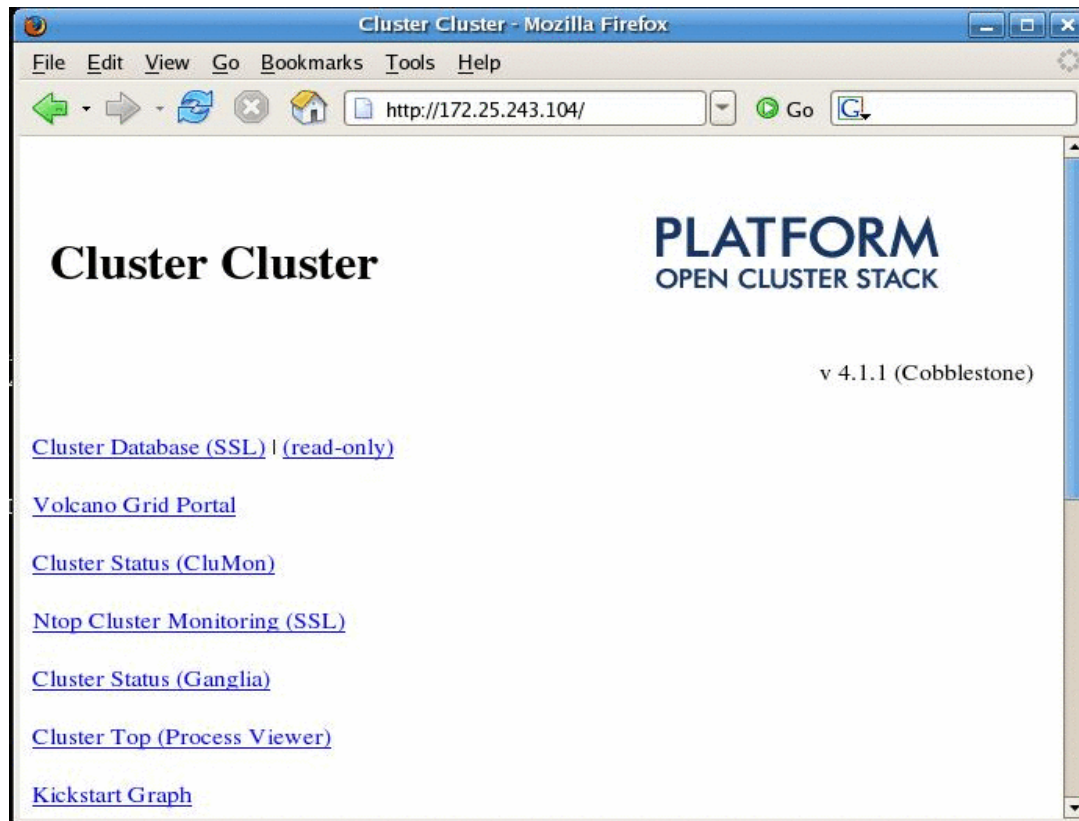 Cluster Cluster - Mozilla Firefox
File Edit View Go Bookmarks Tools Help
http://172.25.243.104/ Go G
Cluster Cluster
PLATFORM
OPEN CLUSTER STACK
v 4.1.1 (Cobblestone)
Cluster Database (SSL) | (read-only)
Volcano Grid Portal
Cluster Status (CluMon)
Ntop Cluster Monitoring (SSL)
Cluster Status (Ganglia)
Cluster Top (Process Viewer)
Kickstart Graph